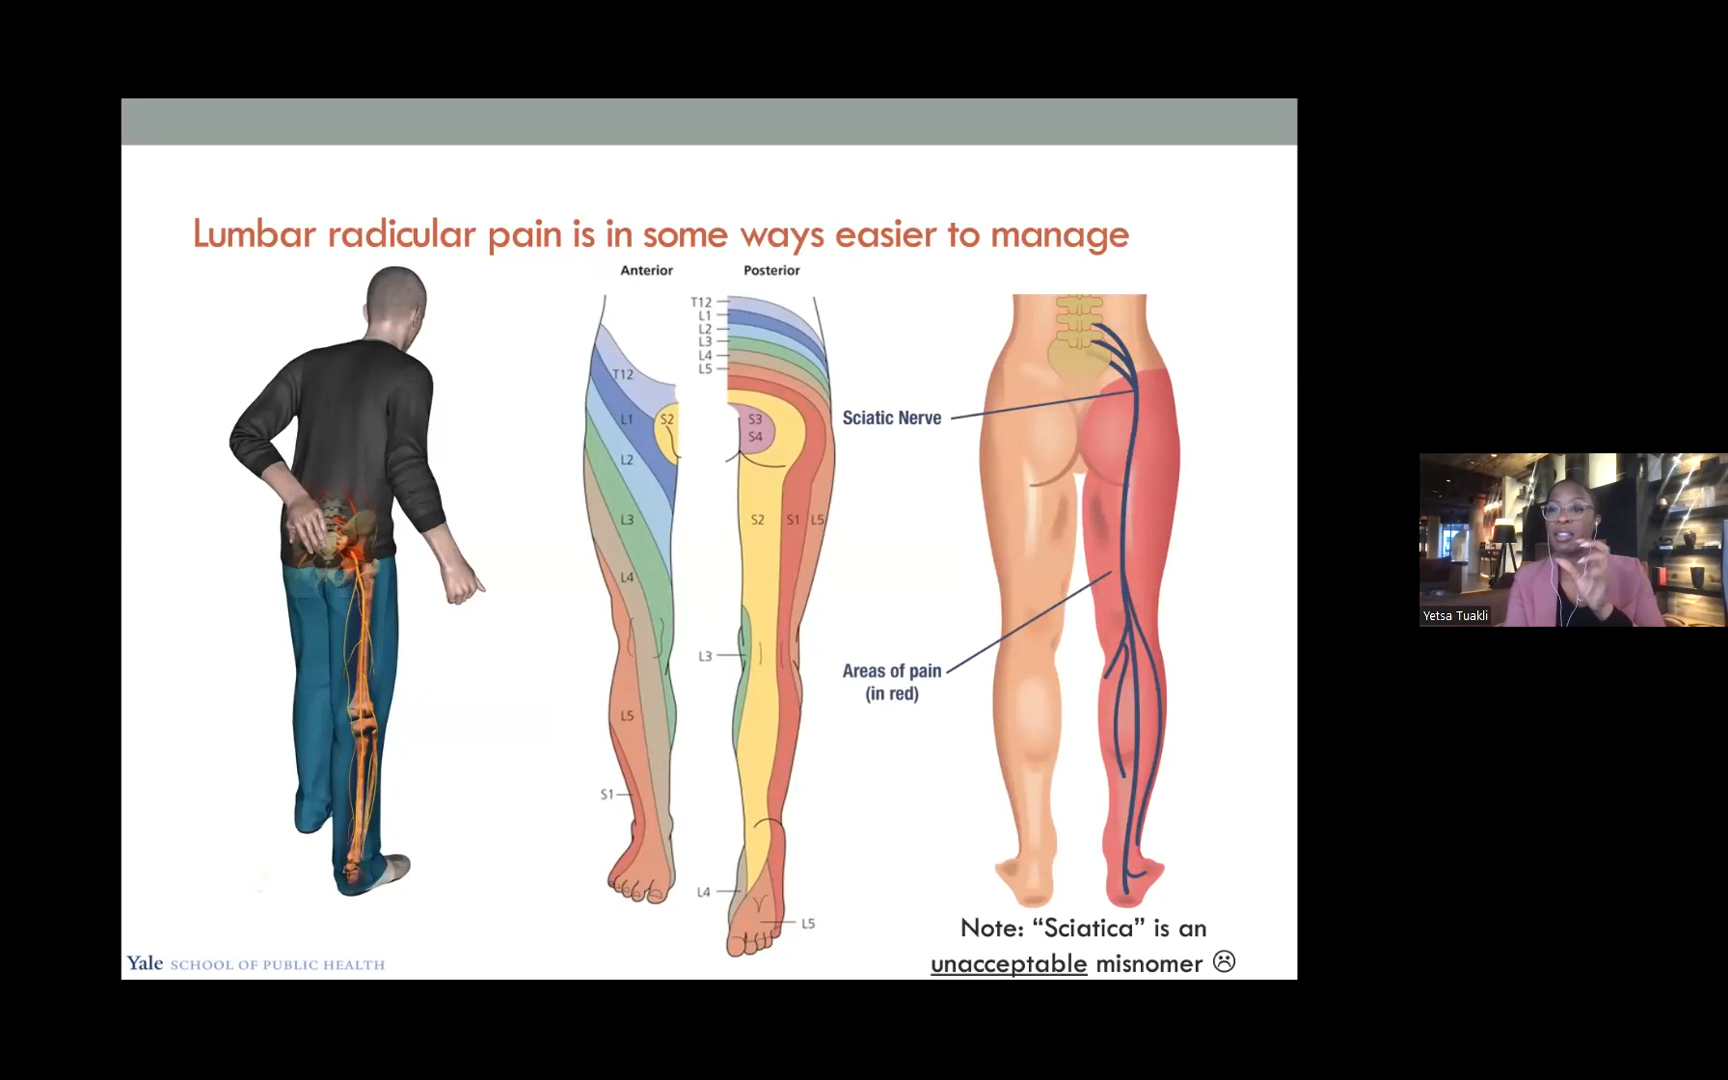 Lumbar radicular pain is in some ways easier to manage
Anterior
Posterior
T12
L1
L2
L3
L4
L5
S1
S2
T12
L1
L2
L3
L4
L5
S3
S4
S2
S1
L5
L3
L4
L5
Sciatic Nerve
Areas of pain
(in red)
Note: “Sciatica” is an
unacceptable misnomer ☹
Yale SCHOOL OF PUBLIC HEALTH
Yetsa Tuakli